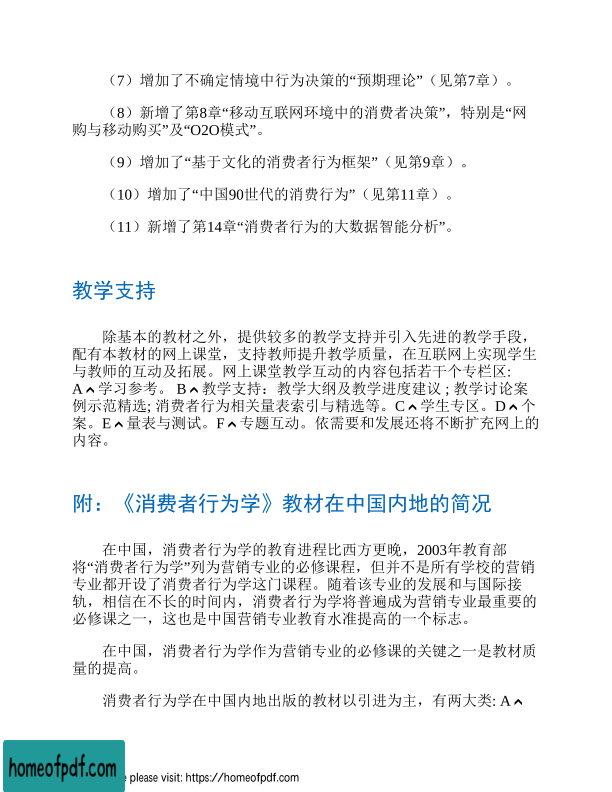 （7）增加了不确定情境中行为决策的“预期理论”（见第7章）。
（8）新增了第8章“移动互联网环境中的消费者决策”，特别是“网
购与移动购买”及“O2O模式”。
（9）增加了“基于文化的消费者行为框架”（见第9章）。
（10）增加了“中国90世代的消费行为”（见第11章）。
（11）新增了第14章“消费者行为的大数据智能分析”。
教学支持
除基本的教材之外，提供较多的教学支持并引入先进的教学手段，
配有本教材的网上课堂，支持教师提升教学质量，在互联网上实现学生
与教师的互动及拓展。网上课堂教学互动的内容包括若干个专栏区:
A^学习参考。 B^教学支持：教学大纲及教学进度建议 ; 教学讨论案
例示范精选; 消费者行为相关量表索引与精选等。C^学生专区。D^个
案。E^量表与测试。F^专题互动。依需要和发展还将不断扩充网上的
内容。
附：《消费者行为学》教材在中国内地的简况
在中国，消费者行为学的教育进程比西方更晚，2003年教育部
将“消费者行为学”列为营销专业的必修课程，但并不是所有学校的营销
专业都开设了消费者行为学这门课程。随着该专业的发展和与国际接
轨，相信在不长的时间内，消费者行为学将普遍成为营销专业最重要的
必修课之一，这也是中国营销专业教育水准提高的一个标志。
在中国，消费者行为学作为营销专业的必修课的关键之一是教材质
量的提高。
消费者行为学在中国内地出版的教材以引进为主，有两大类: A^
homeofpdf.com
please visit: https://homeofpdf.com